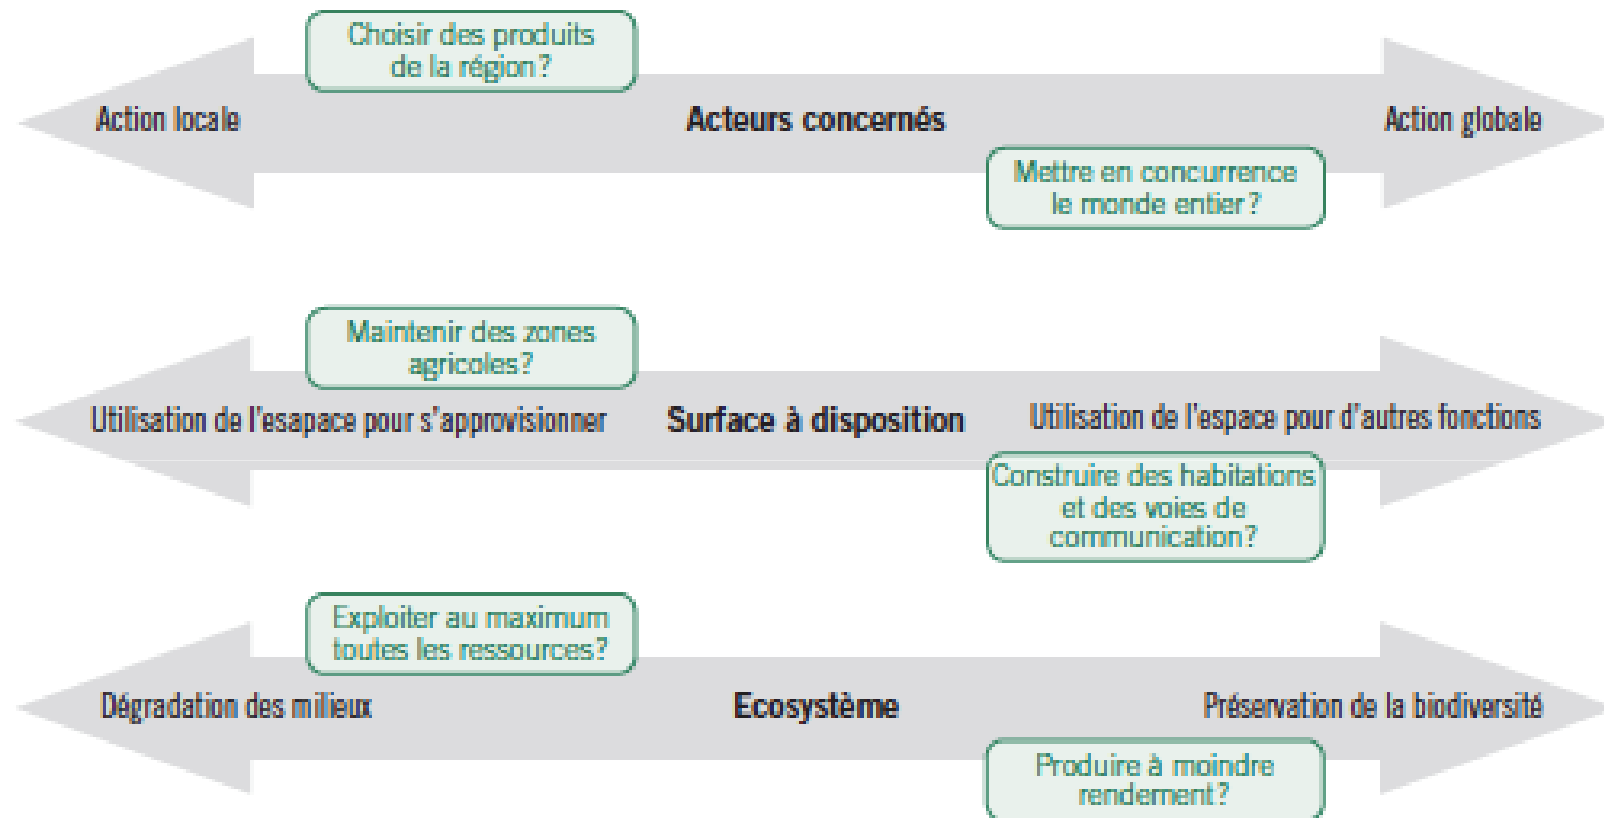 Choisir des produits
de la région?
Action locale
Acteurs concernés
Action globale
Mettre en concurrence
le monde entier?
Maintenir des zones
agricoles?
Utilisation de l'esapace pour s'approvisionner
Surface à disposition
Utilisation de l'espace pour d'autres fonctions
Construire des habitations
et des voies de
communication?
Exploiter au maximum
toutes les ressources?
Dégradation des milieux
Ecosystème
Préservation de la biodiversité
Produire à moindre
rendement?